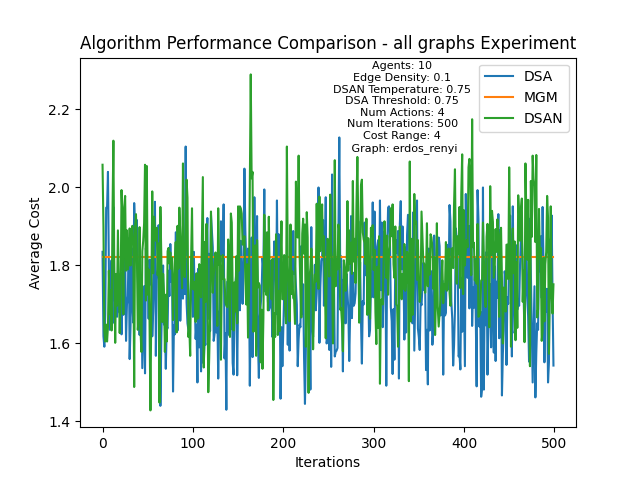 Algorithm Performance Comparison - all graphs Experiment
Agents: 10
Edge Density: 0.1
DSAN Temperature: 0.75
DSA Threshold: 0.75
Num Actions: 4
Num Iterations: 500
Cost Range: 4
Graph: erdos_renyi
DSA
MGM
DSAN
Average Cost
2.2
2.0
1.8
1.6
1.4
0
100
200
300
400
500
Iterations